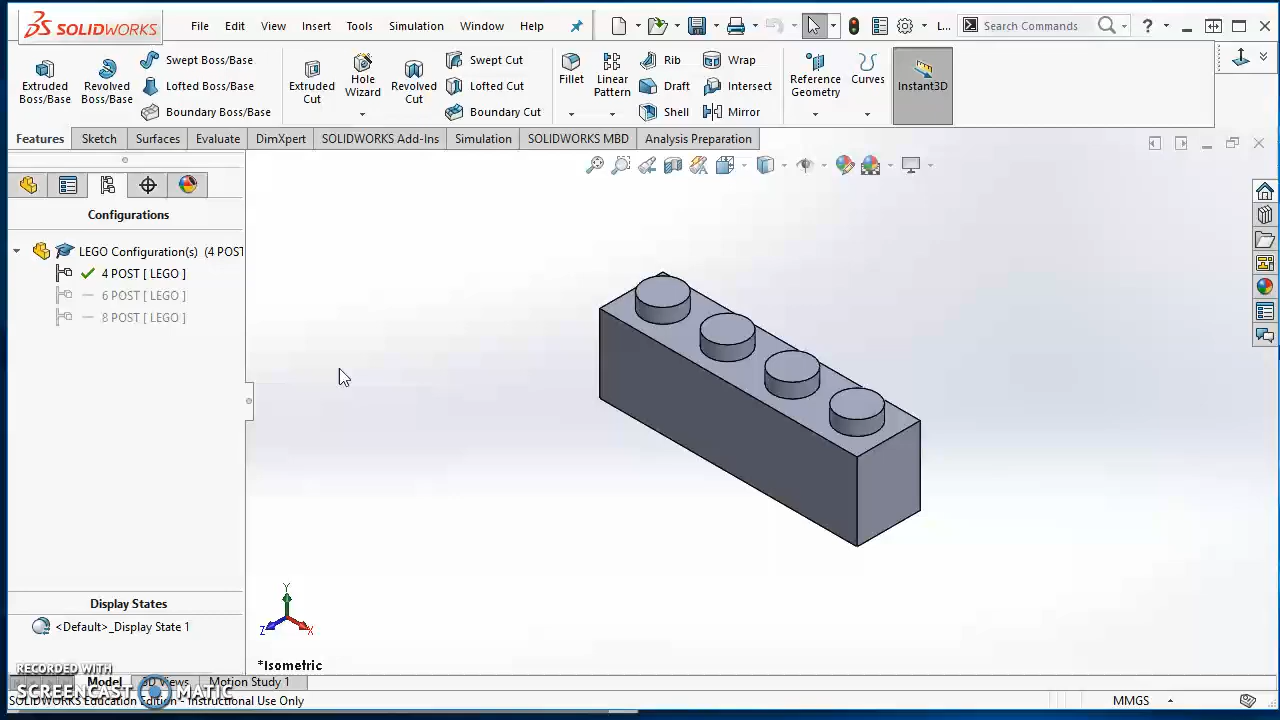 SOLIDWORKS
File Edit View Insert Tools Simulation Window Help
L... Search Commands ?
Extruded Boss/Base
Revolved Boss/Base
Swept Boss/Base
Lofted Boss/Base
Boundary Boss/Base
Extruded Cut
Hole Wizard
Revolved Cut
Swept Cut
Lofted Cut
Boundary Cut
Fillet
Linear Pattern
Rib
Draft
Shell
Wrap
Intersect
Mirror
Reference Geometry
Curves
Instant3D
Features Sketch Surfaces Evaluate DimXpert SOLIDWORKS Add-Ins Simulation SOLIDWORKS MBD Analysis Preparation
Configurations
LEGO Configuration(s) (4 POST
4 POST [ LEGO ]
6 POST [ LEGO ]
8 POST [ LEGO ]
Display States
<Default>_Display State 1
Y
Z X
*Isometric
Model 3D Views Motion Study 1
RECORDED WITH
SCREENCAST MATIC
SOLIDWORKS Education Edition - Instructional Use Only
MMGS